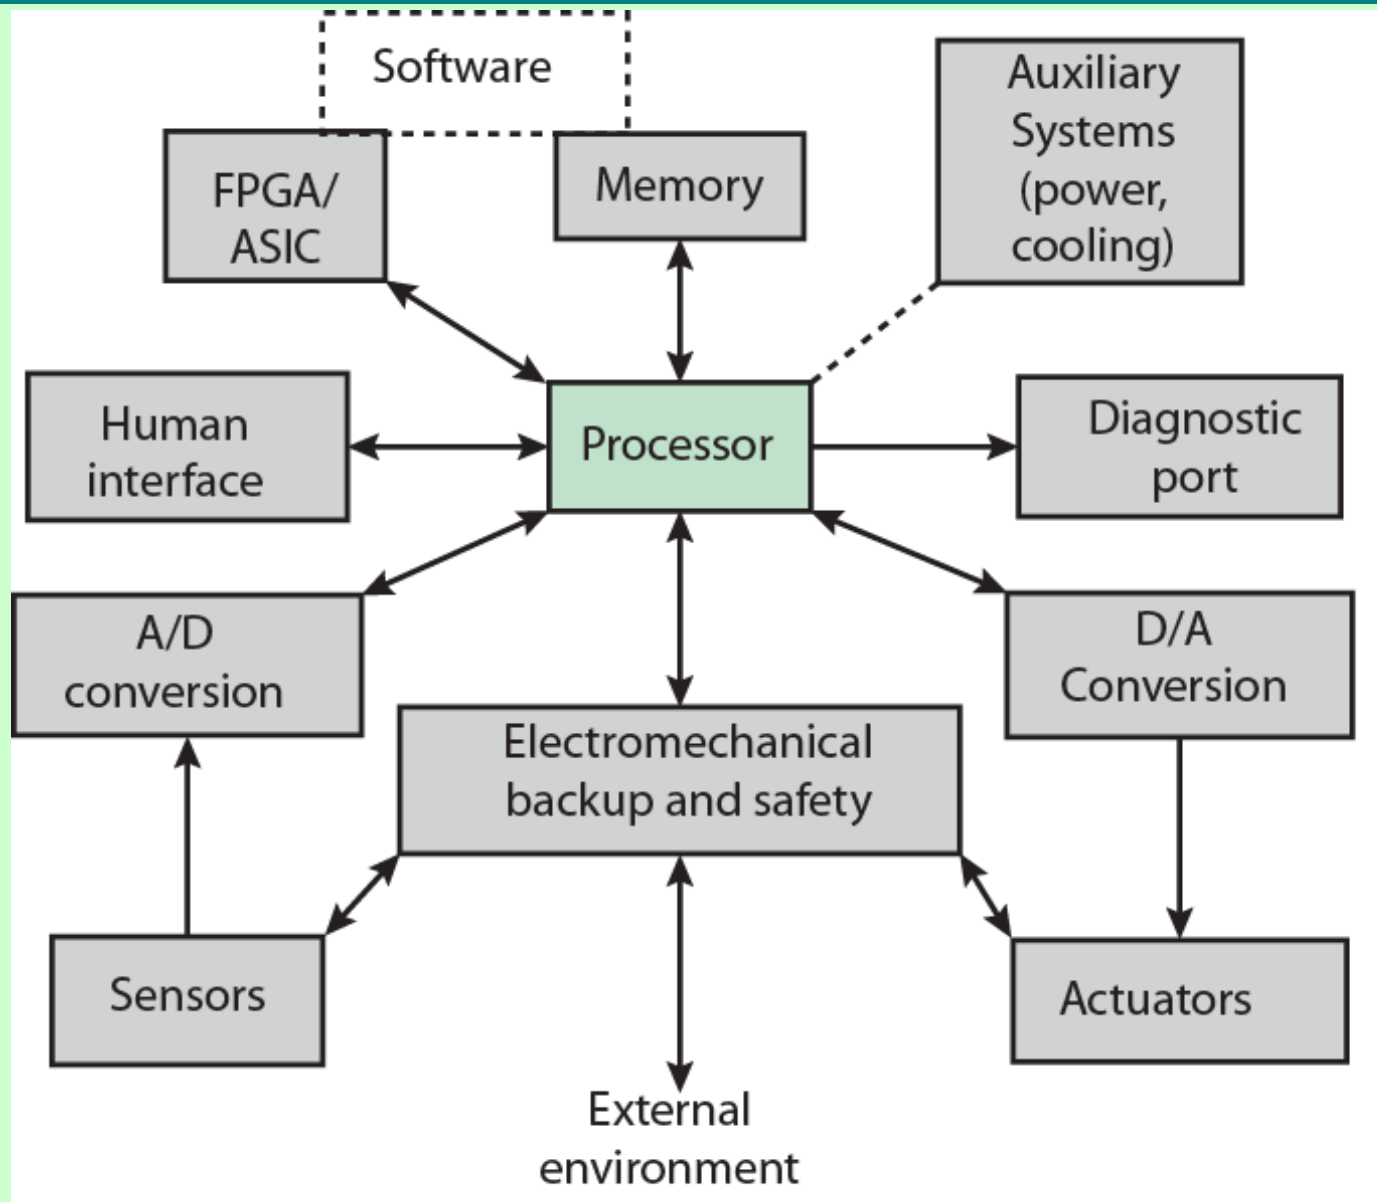 Software
Auxiliary
Systems
(power,
cooling)
FPGA/
ASIC
Memory
Human
interface
Processor
Diagnostic
port
A/D
conversion
D/A
Conversion
Electromechanical
backup and safety
Sensors
Actuators
External
environment